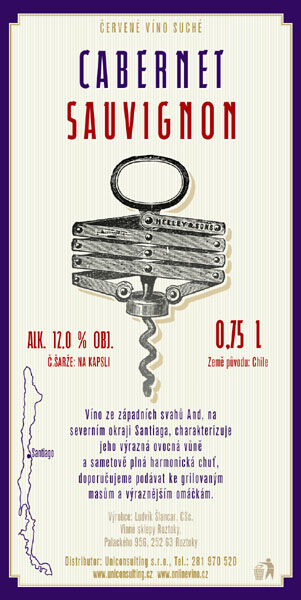 ČERVENÉ VÍNO SUCHÉ
CABERNET
SAUVIGNON
HEELEY & SONS
ALK. 12.0 % OBJ.
0,75 l
Č.ŠARŽE: NA KAPSLI
Země původu: Chile
Santiago
Víno ze západních svahů And, na
severním okraji Santiaga, charakterizuje
jeho výrazná ovocná vůně
a sametově plná harmonická chuť,
doporučujeme podávat ke grilovaným
masům a výraznějším omáčkám.
Výrobce: Ludvík Šlancar, CSc.
Vinné sklepy Roztoky,
Palackého 956, 252 63 Roztoky
Distributor: Uniconsulting s.r.o., Tel.: 281 970 520
www.uniconsulting.cz www.onlinevino.cz